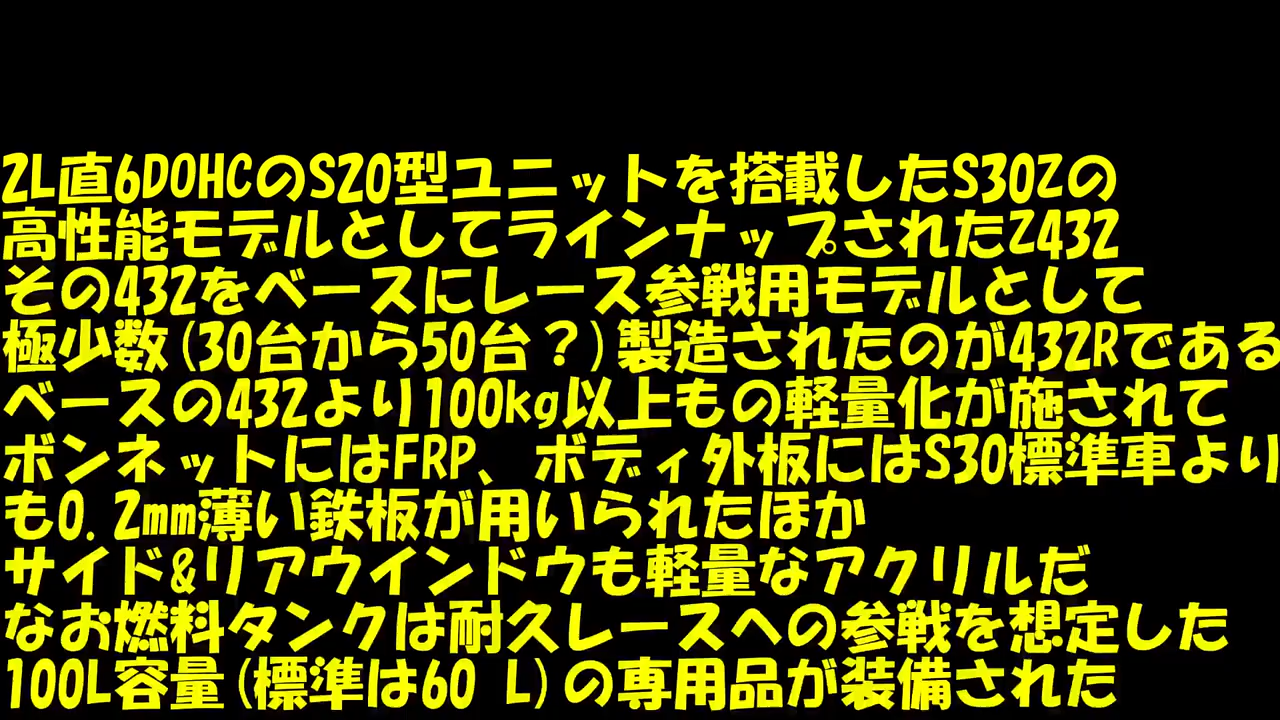 2L直6DOHCのS20型ユニットを搭載したS30Zの
高性能モデルとしてラインナップされたZ432
その432をベースにレース参戦用モデルとして
極少数(30台から50台？)製造されたのが432Rである
ベースの432より100kg以上もの軽量化が施されて
ボンネットにはFRP、ボディ外板にはS30標準車より
も0.2mm薄い鉄板が用いられたほか
サイド&リアウインドウも軽量なアクリルだ
なお燃料タンクは耐久レースへの参戦を想定した
100L容量(標準は60 L)の専用品が装備された